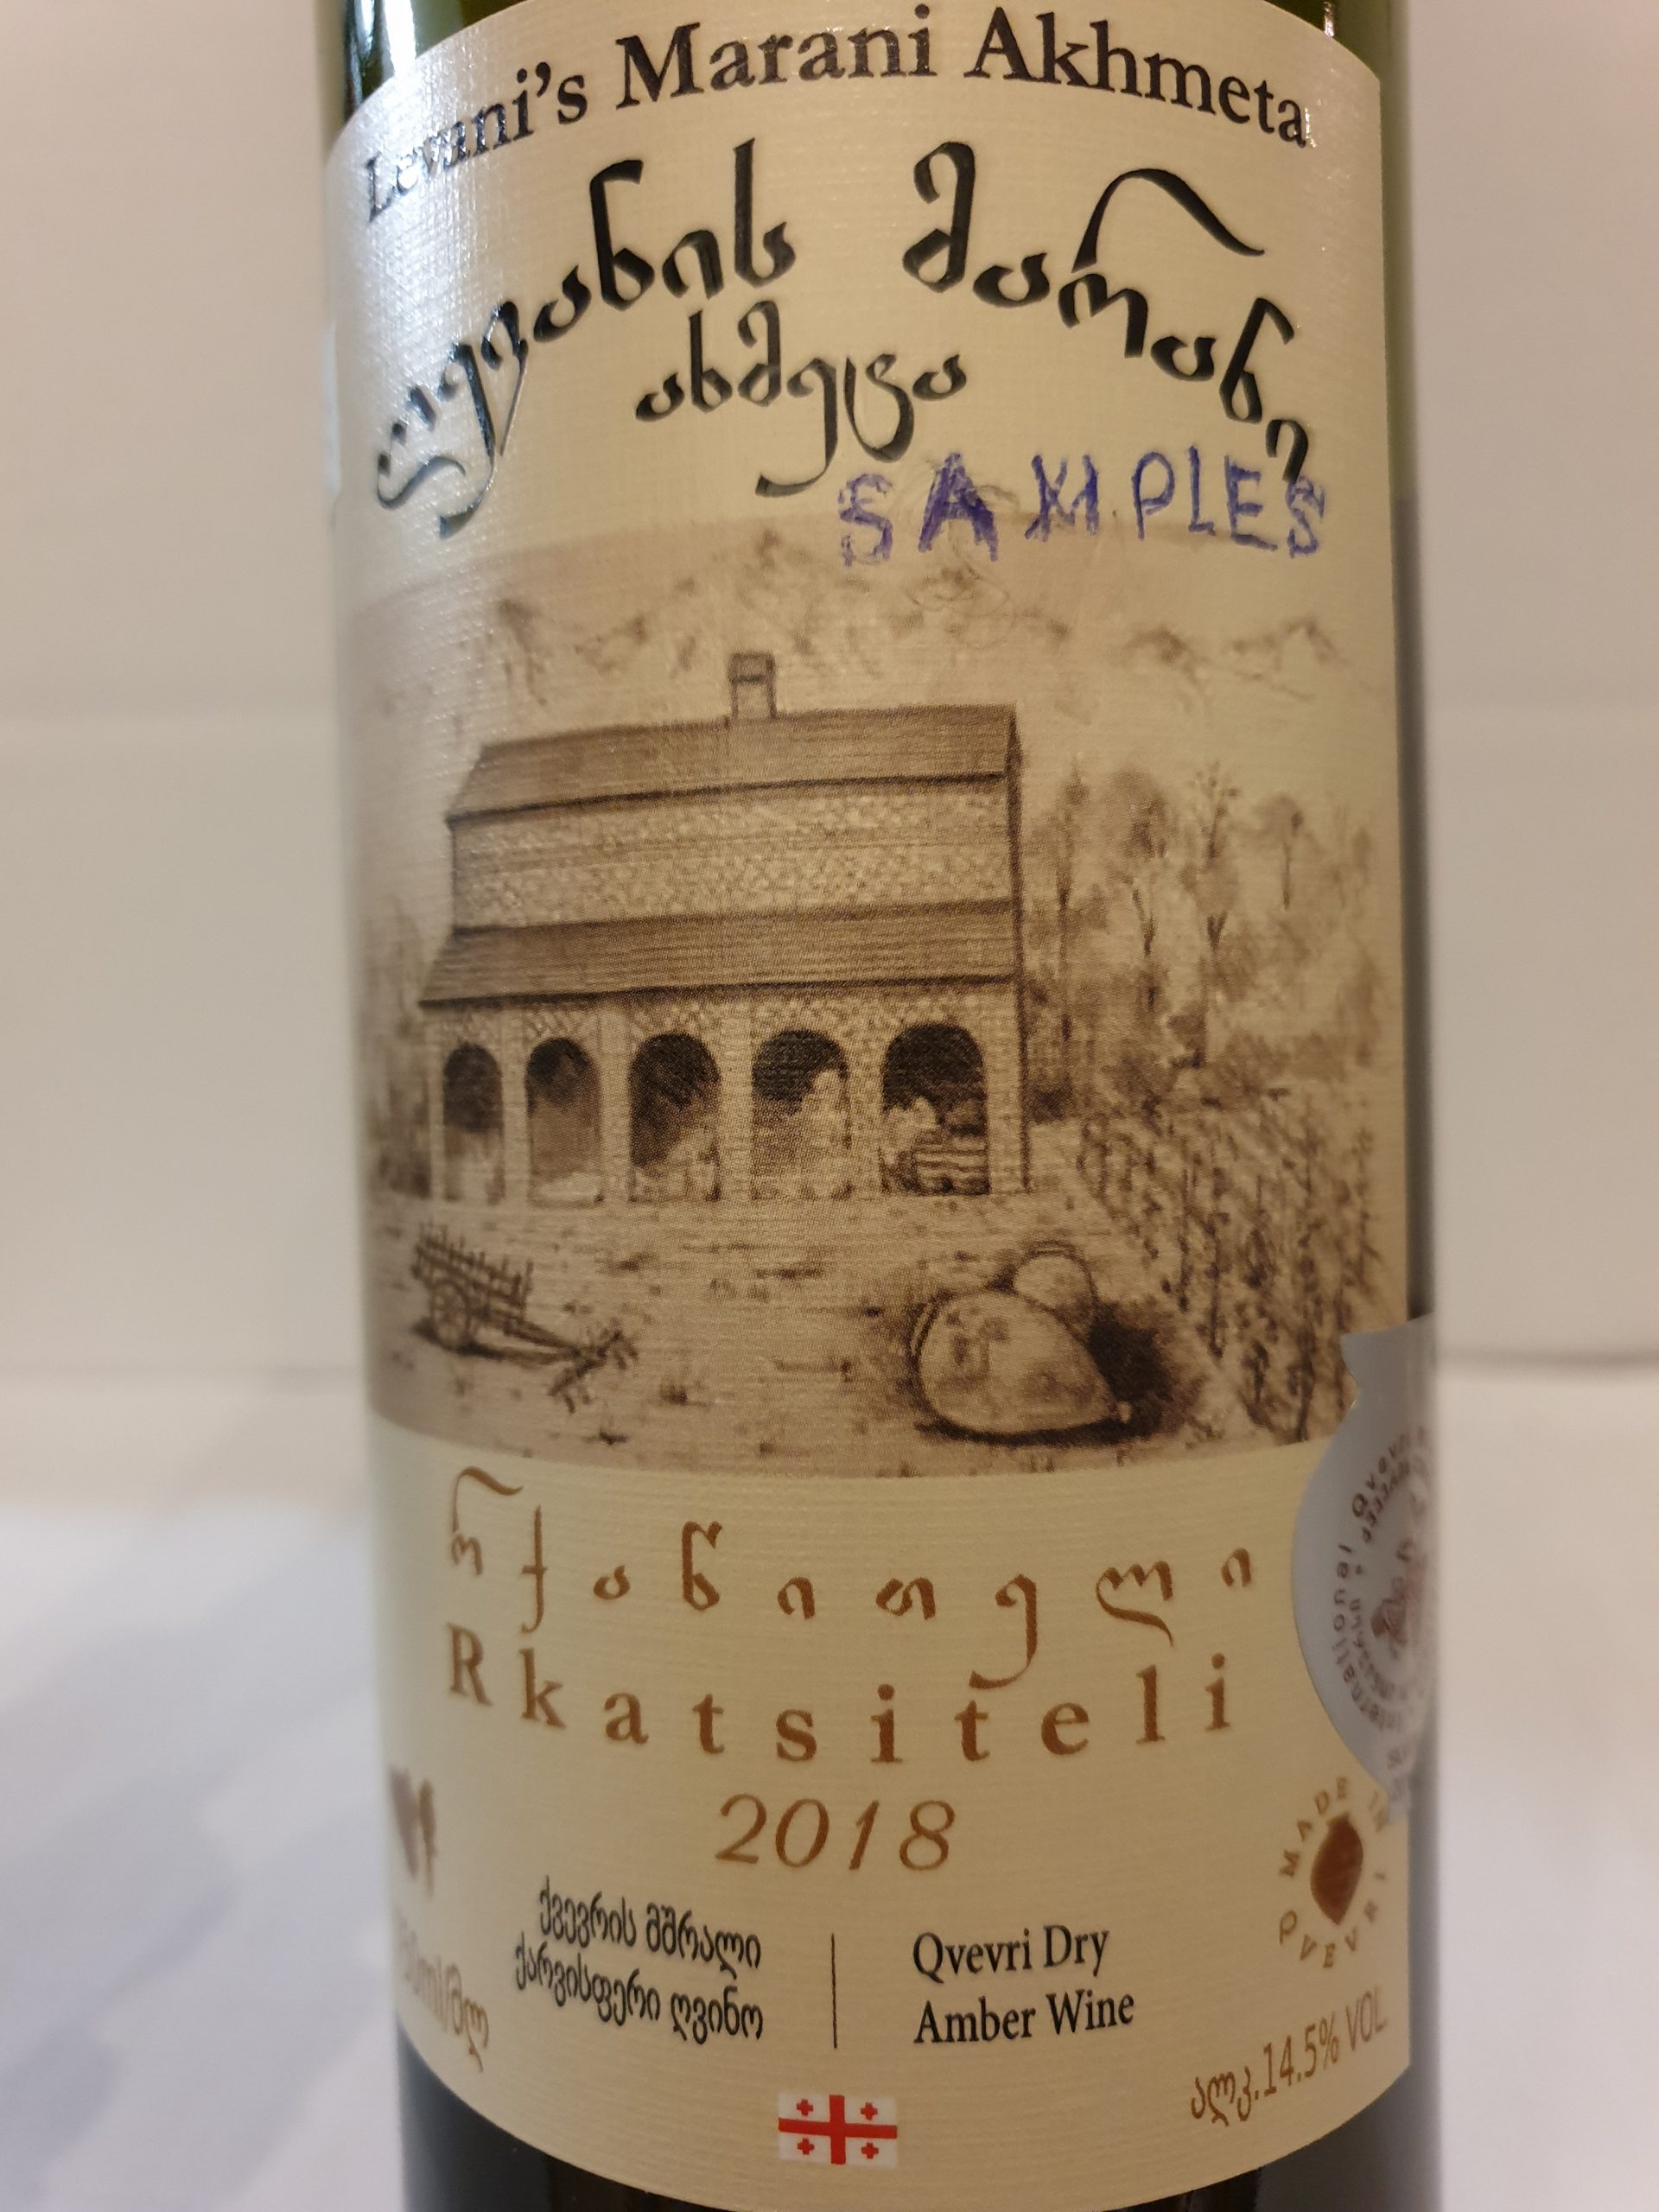 Levani's Marani Akhmeta
ლევანის მარანი
ახმეტა
SAMPLES
რქაწითელი
Rkatsiteli
2018
ქვევრის მშრალი
ქარვისფერი ღვინო
Qvevri Dry
Amber Wine
MADE IN
QVEVRI
ალკ.14.5% VOL.
International